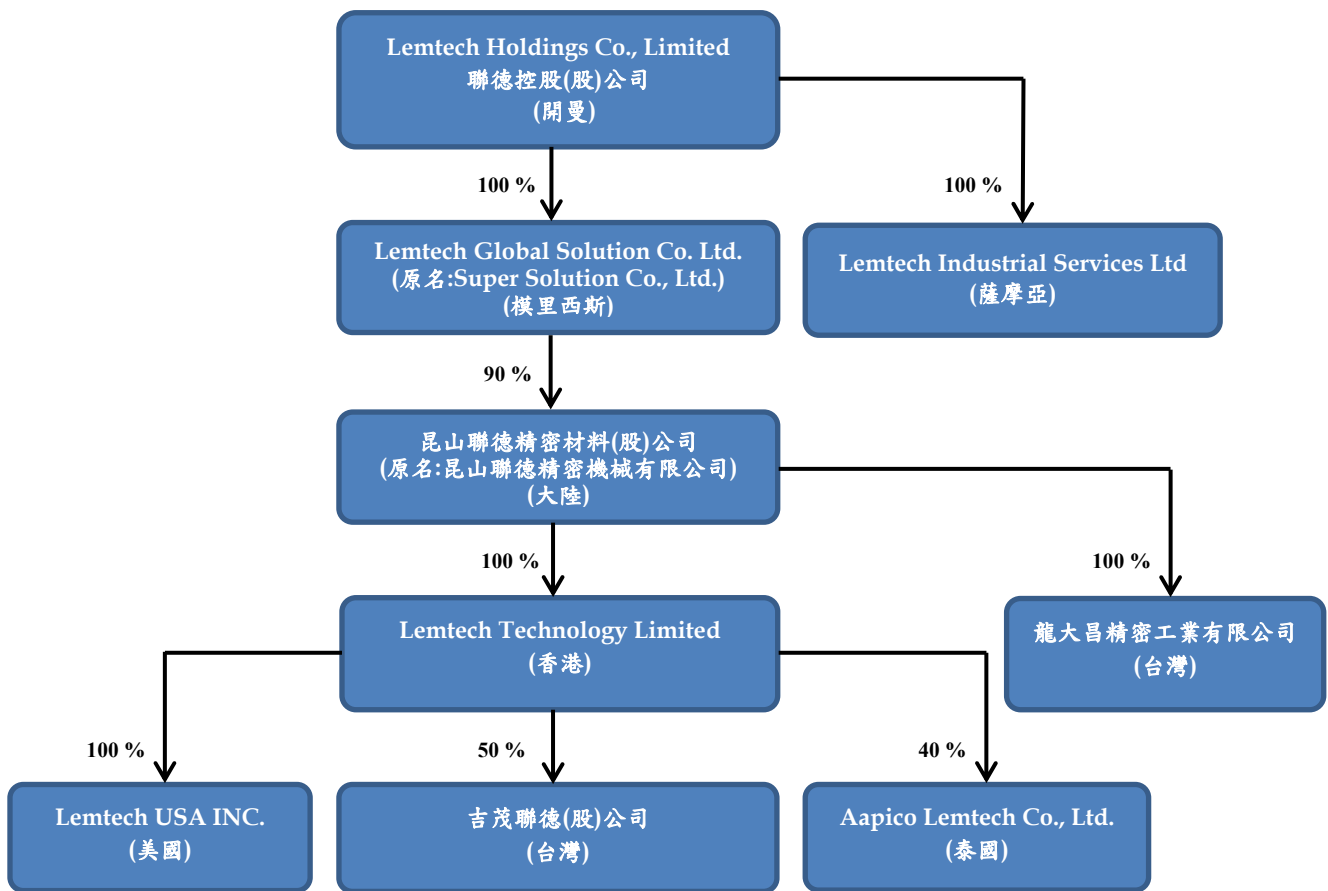 Lemtech Holdings Co., Limited
聯德控股(股)公司
(開曼)
100 %
100 %
Lemtech Global Solution Co. Ltd.
(原名:Super Solution Co., Ltd.)
(模里西斯)
Lemtech Industrial Services Ltd
(薩摩亞)
90 %
昆山聯德精密材料(股)公司
(原名:昆山聯德精密機械有限公司)
(大陸)
100 %
100 %
Lemtech Technology Limited
(香港)
龍大昌精密工業有限公司
(台灣)
100 %
50 %
40 %
Lemtech USA INC.
(美國)
吉茂聯德(股)公司
(台灣)
Aapico Lemtech Co., Ltd.
(泰國)